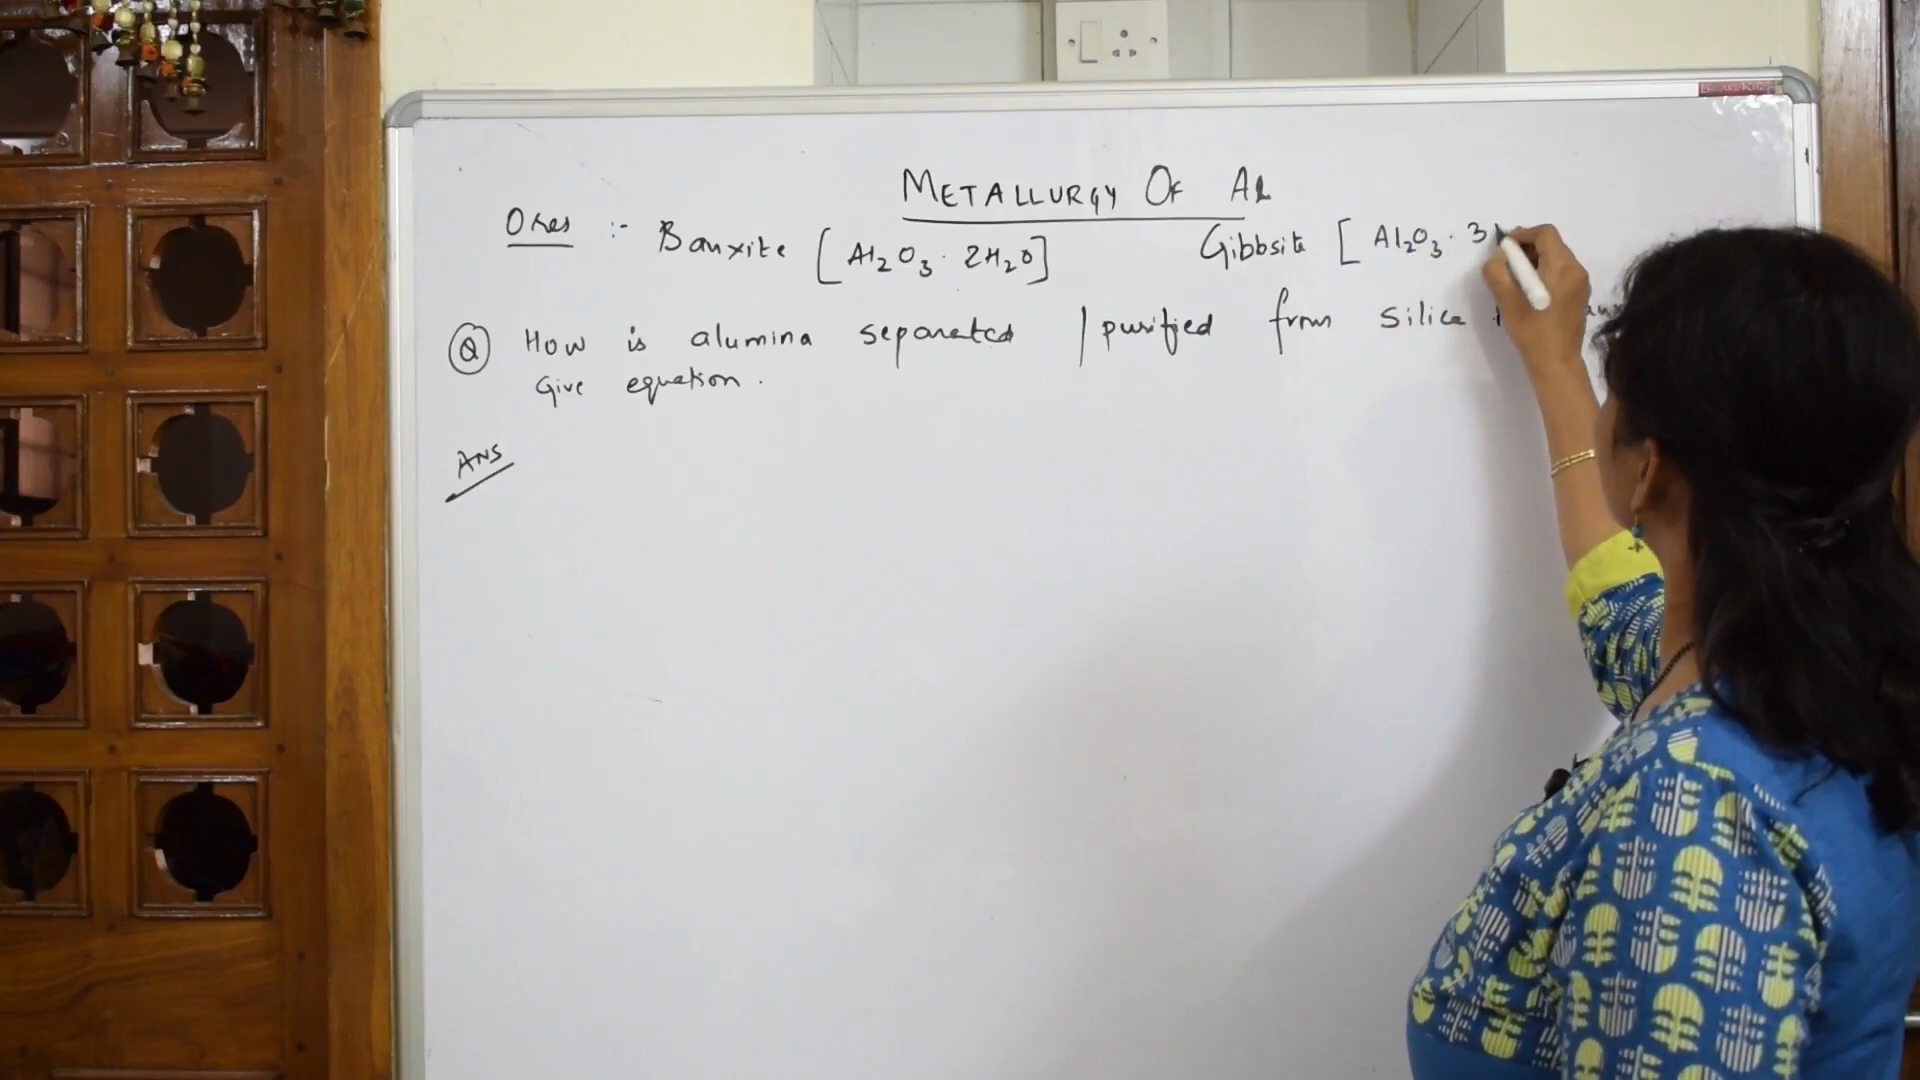 METALLURGY OF AL
Ores :- Bauxite [Al₂O₃. 2H₂O] Gibbsite [Al₂O₃. 3
Q How is alumina separated / purified from silica
Give equation.
ANS